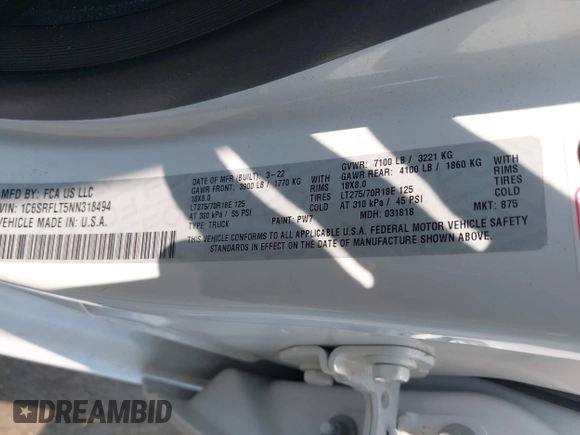 MFD BY: FCA US LLC
VIN: 1C6SRFLT5NN318494
VEHICLE MADE IN: U.S.A.
DATE OF MFR (BUILT): 3-22
GAWR FRONT: 3900 LB / 1770 KG WITH
18X8.0 TIRES
LT275/70R18E 125 COLD
AT 380 kPa / 55 PSI
TYPE: TRUCK PAINT: PW7
GVWR: 7100 LB / 3221 KG
GAWR REAR: 4100 LB / 1860 KG WITH
18X8.0 TIRES
LT275/70R18E 125 COLD
AT 310 kPa / 45 PSI
MDH: 031818 MKT: 875
THIS VEHICLE CONFORMS TO ALL APPLICABLE U.S.A. FEDERAL MOTOR VEHICLE SAFETY
STANDARDS IN EFFECT ON THE DATE OF MANUFACTURE SHOWN ABOVE.
DREAMBID